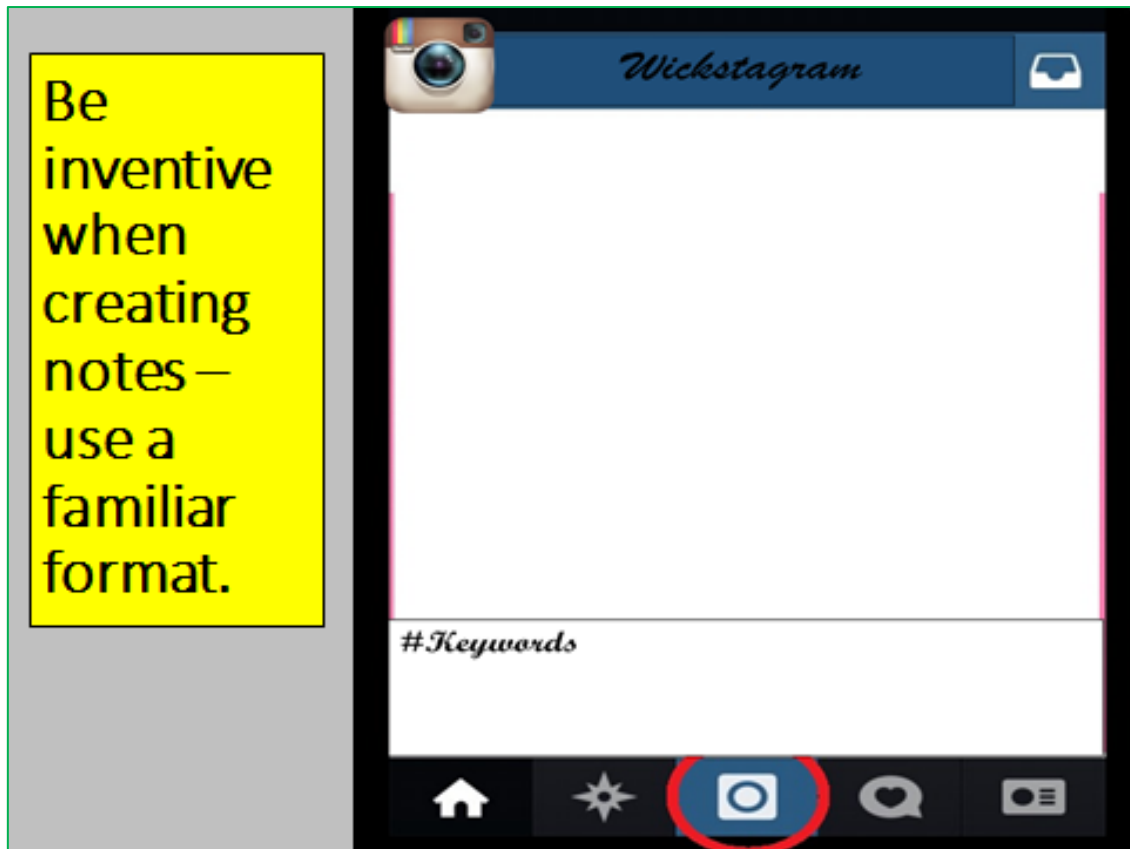 Be
inventive
when
creating
notes –
use a
familiar
format.
Wickstagram
#Keywords